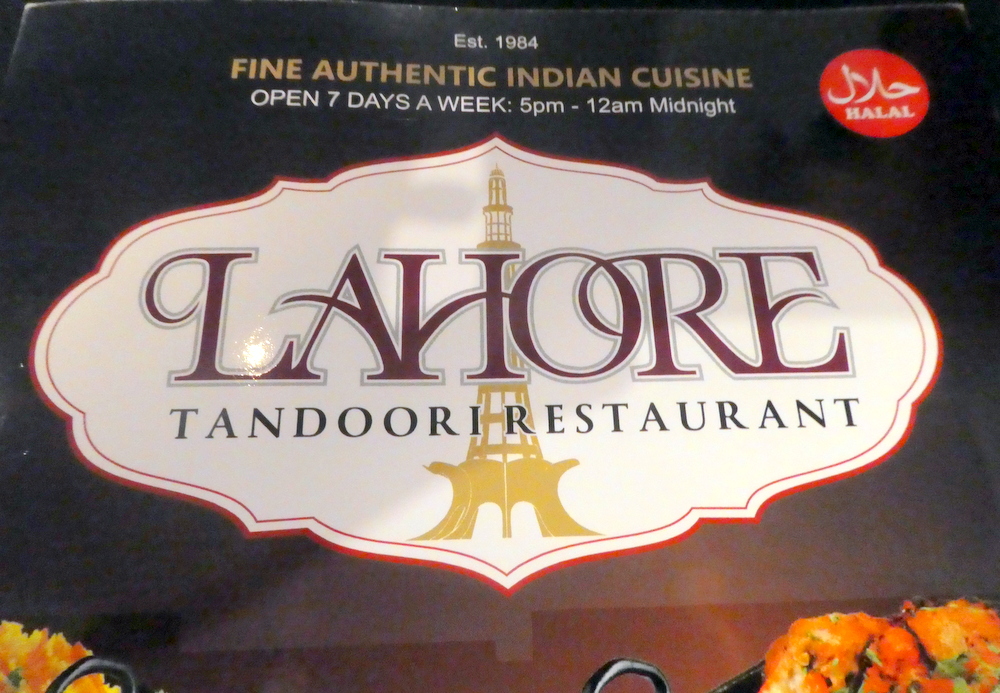 Est. 1984
FINE AUTHENTIC INDIAN CUISINE
OPEN 7 DAYS A WEEK: 5pm - 12am Midnight
حلال
HALAL
LAHORE
TANDOORI RESTAURANT